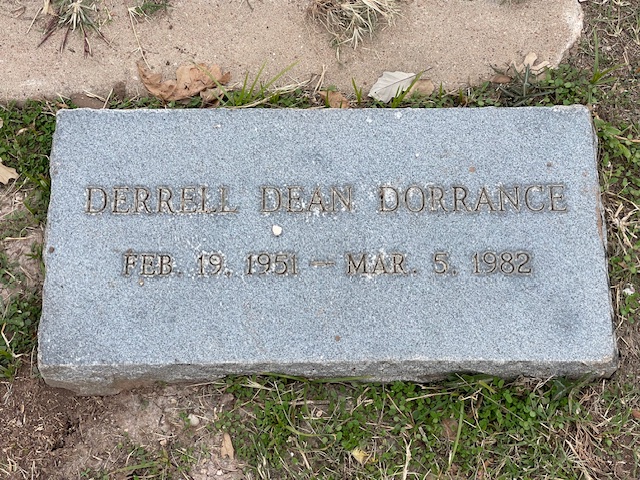 DERRELL DEAN DORRANCE
FEB. 19. 1951 — MAR. 5. 1982